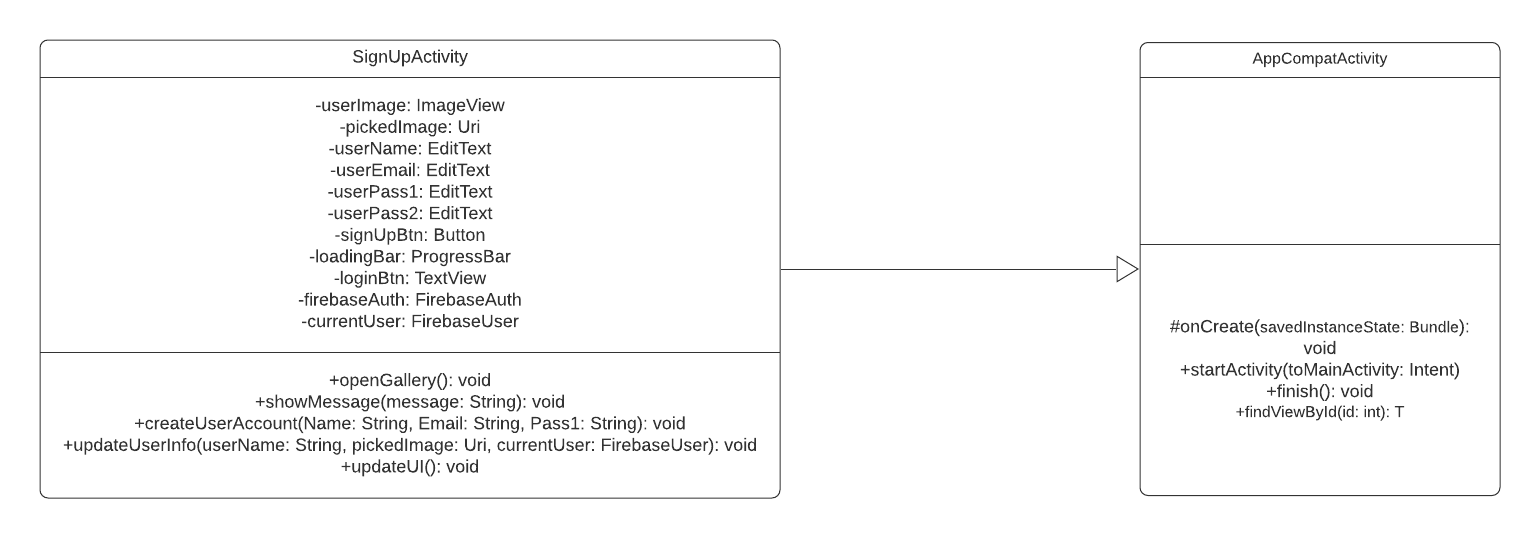 SignUpActivity
-userImage: ImageView
-pickedImage: Uri
-userName: EditText
-userEmail: EditText
-userPass1: EditText
-userPass2: EditText
-signUpBtn: Button
-loadingBar: ProgressBar
-loginBtn: TextView
-firebaseAuth: FirebaseAuth
-currentUser: FirebaseUser
+openGallery(): void
+showMessage(message: String): void
+createUserAccount(Name: String, Email: String, Pass1: String): void
+updateUserInfo(userName: String, pickedImage: Uri, currentUser: FirebaseUser): void
+updateUI(): void
AppCompatActivity
#onCreate(savedInstanceState: Bundle):
void
+startActivity(toMainActivity: Intent)
+finish(): void
+findViewById(id: int): T